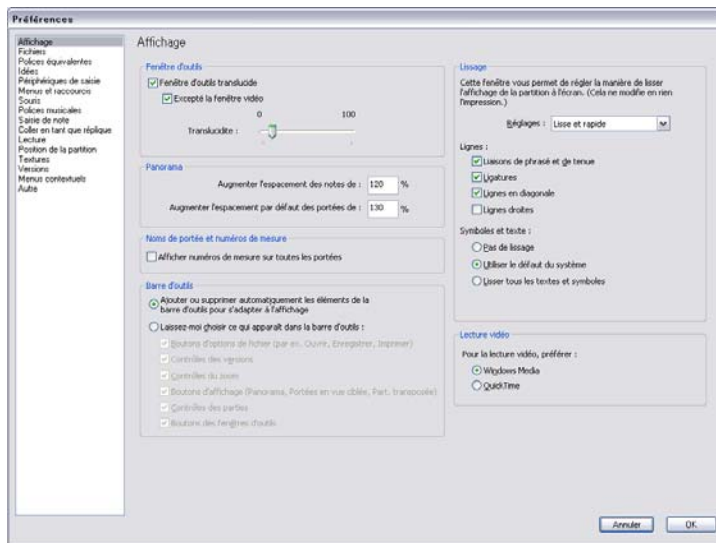 Préférences
Affichage
Fichiers
Polices équivalentes
Idées
Périphériques de saisie
Menus et raccourcis
Souris
Polices musicales
Saisie de note
Coller en tant que réplique
Lecture
Position de la partition
Textures
Versions
Menus contextuels
Autre
Affichage
Fenêtre d'outils
Fenêtre d'outils translucide
Excepté la fenêtre vidéo
0 100
Translucidite :
Panorama
Augmenter l'espacement des notes de : 120 %
Augmenter l'espacement par défaut des portées de : 130 %
Noms de portée et numéros de mesure
Afficher numéros de mesure sur toutes les portées
Barre d'outils
Ajouter ou supprimer automatiquement les éléments de la
barre d'outils pour s'adapter à l'affichage
Laissez-moi choisir ce qui apparaît dans la barre d'outils :
Boutons d'options de fichier (par ex. Ouvrir, Enregistrer, Imprimer)
Contrôles des versions
Contrôles du zoom
Boutons d'affichage (Panorama, Portées en vue ciblée, Part. transposée)
Contrôles des parties
Boutons des fenêtres d'outils
Lissage
Cette fenêtre vous permet de régler la manière de lisser
l'affichage de la partition à l'écran. (Cela ne modifie en rien
l'impression.)
Réglages : Lisse et rapide
Lignes :
Liaisons de phrasé et de tenue
Ligatures
Lignes en diagonale
Lignes droites
Symboles et texte :
Pas de lissage
Utiliser le défaut du système
Lisser tous les textes et symboles
Lecture vidéo
Pour la lecture vidéo, préférer :
Windows Media
QuickTime
Annuler OK